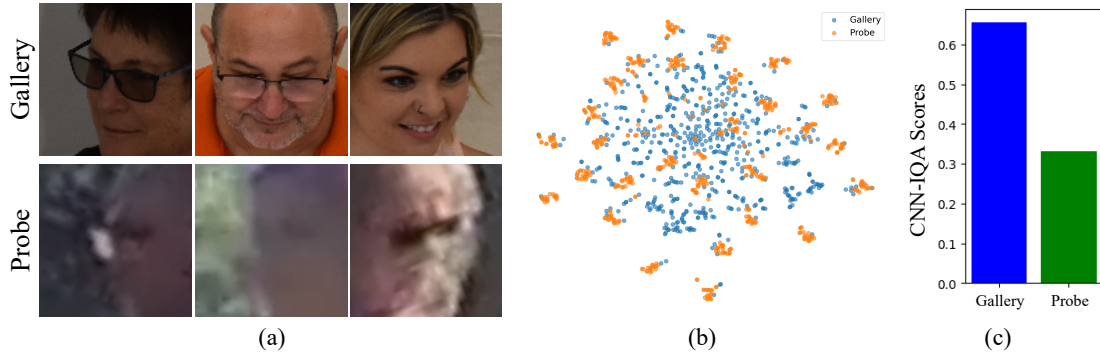 Gallery
Probe
(a)
Gallery
Probe
(b)
CNN-IQA Scores
0.6
0.5
0.4
0.3
0.2
0.1
0.0
Gallery
Probe
(c)